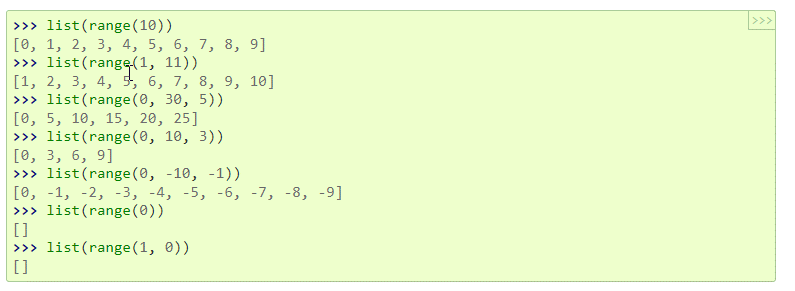 >>>
>>> list(range(10))
[0, 1, 2, 3, 4, 5, 6, 7, 8, 9]
>>> list(range(1, 11))
[1, 2, 3, 4, 5, 6, 7, 8, 9, 10]
>>> list(range(0, 30, 5))
[0, 5, 10, 15, 20, 25]
>>> list(range(0, 10, 3))
[0, 3, 6, 9]
>>> list(range(0, -10, -1))
[0, -1, -2, -3, -4, -5, -6, -7, -8, -9]
>>> list(range(0))
[]
>>> list(range(1, 0))
[]